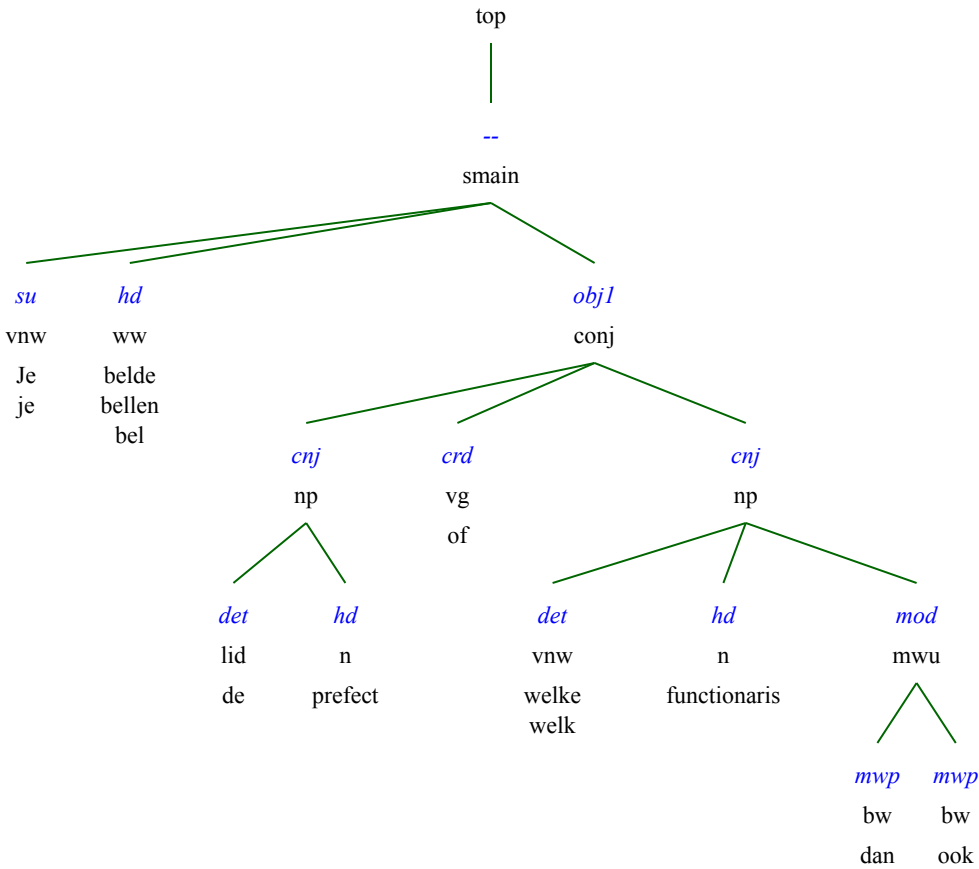 top
--
smain
su hd obj1
vnw ww conj
Je belde
je bellen
bel
cnj crd cnj
np vg np
of
det hd det hd mod
lid n vnw n mwu
de prefect welke functionaris
welk
mwp mwp
bw bw
dan ook